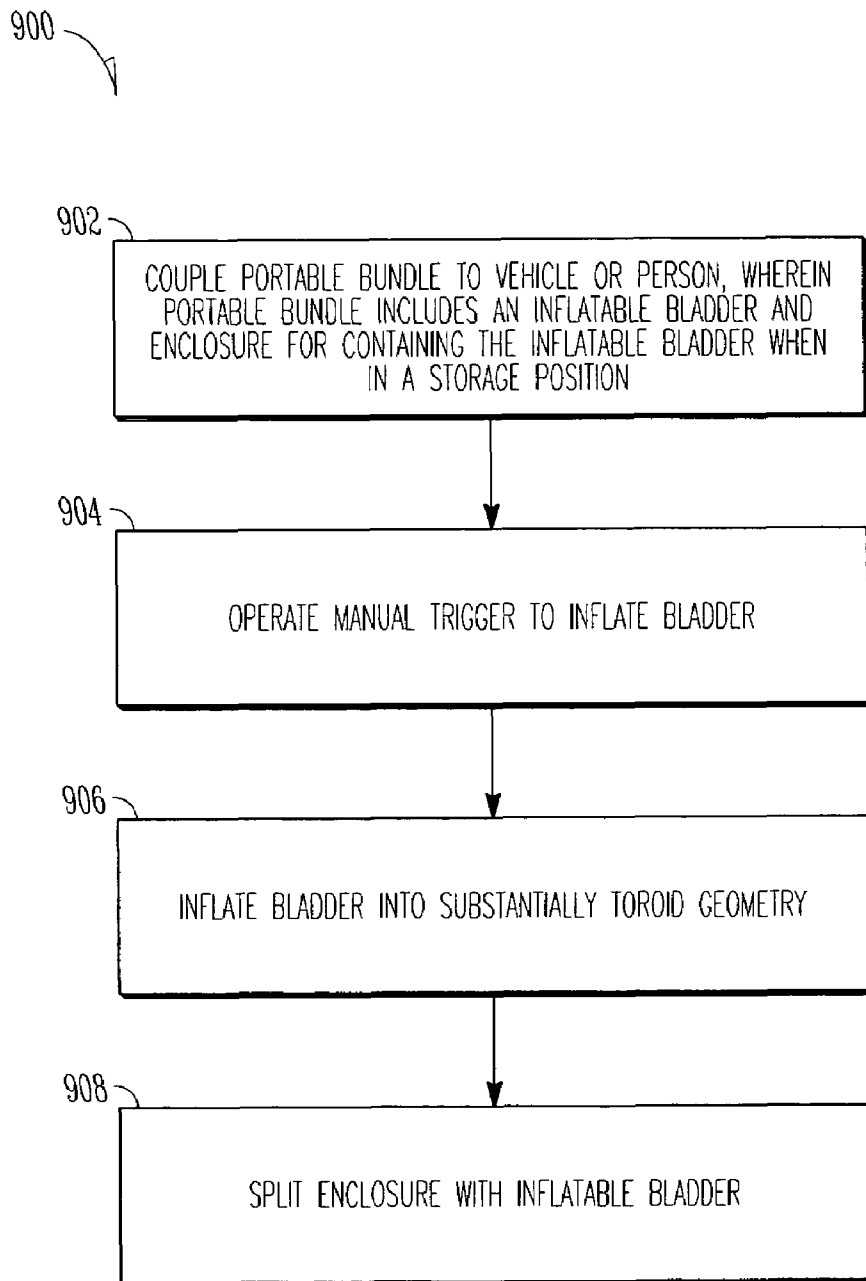 900
902
COUPLE PORTABLE BUNDLE TO VEHICLE OR PERSON, WHEREIN
PORTABLE BUNDLE INCLUDES AN INFLATABLE BLADDER AND
ENCLOSURE FOR CONTAINING THE INFLATABLE BLADDER WHEN
IN A STORAGE POSITION
904
OPERATE MANUAL TRIGGER TO INFLATE BLADDER
906
INFLATE BLADDER INTO SUBSTANTIALLY TOROID GEOMETRY
908
SPLIT ENCLOSURE WITH INFLATABLE BLADDER